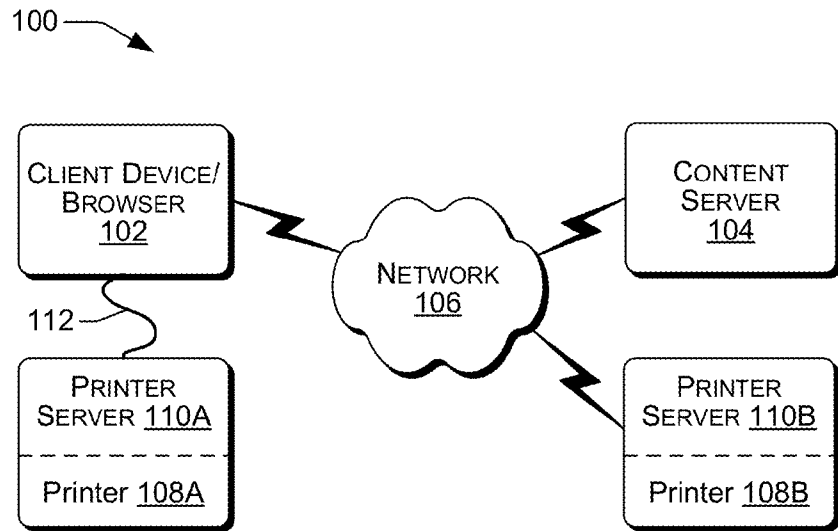 100
CLIENT DEVICE/
BROWSER
102
CONTENT
SERVER
104
NETWORK
106
112
PRINTER
SERVER 110A
Printer 108A
PRINTER
SERVER 110B
Printer 108B